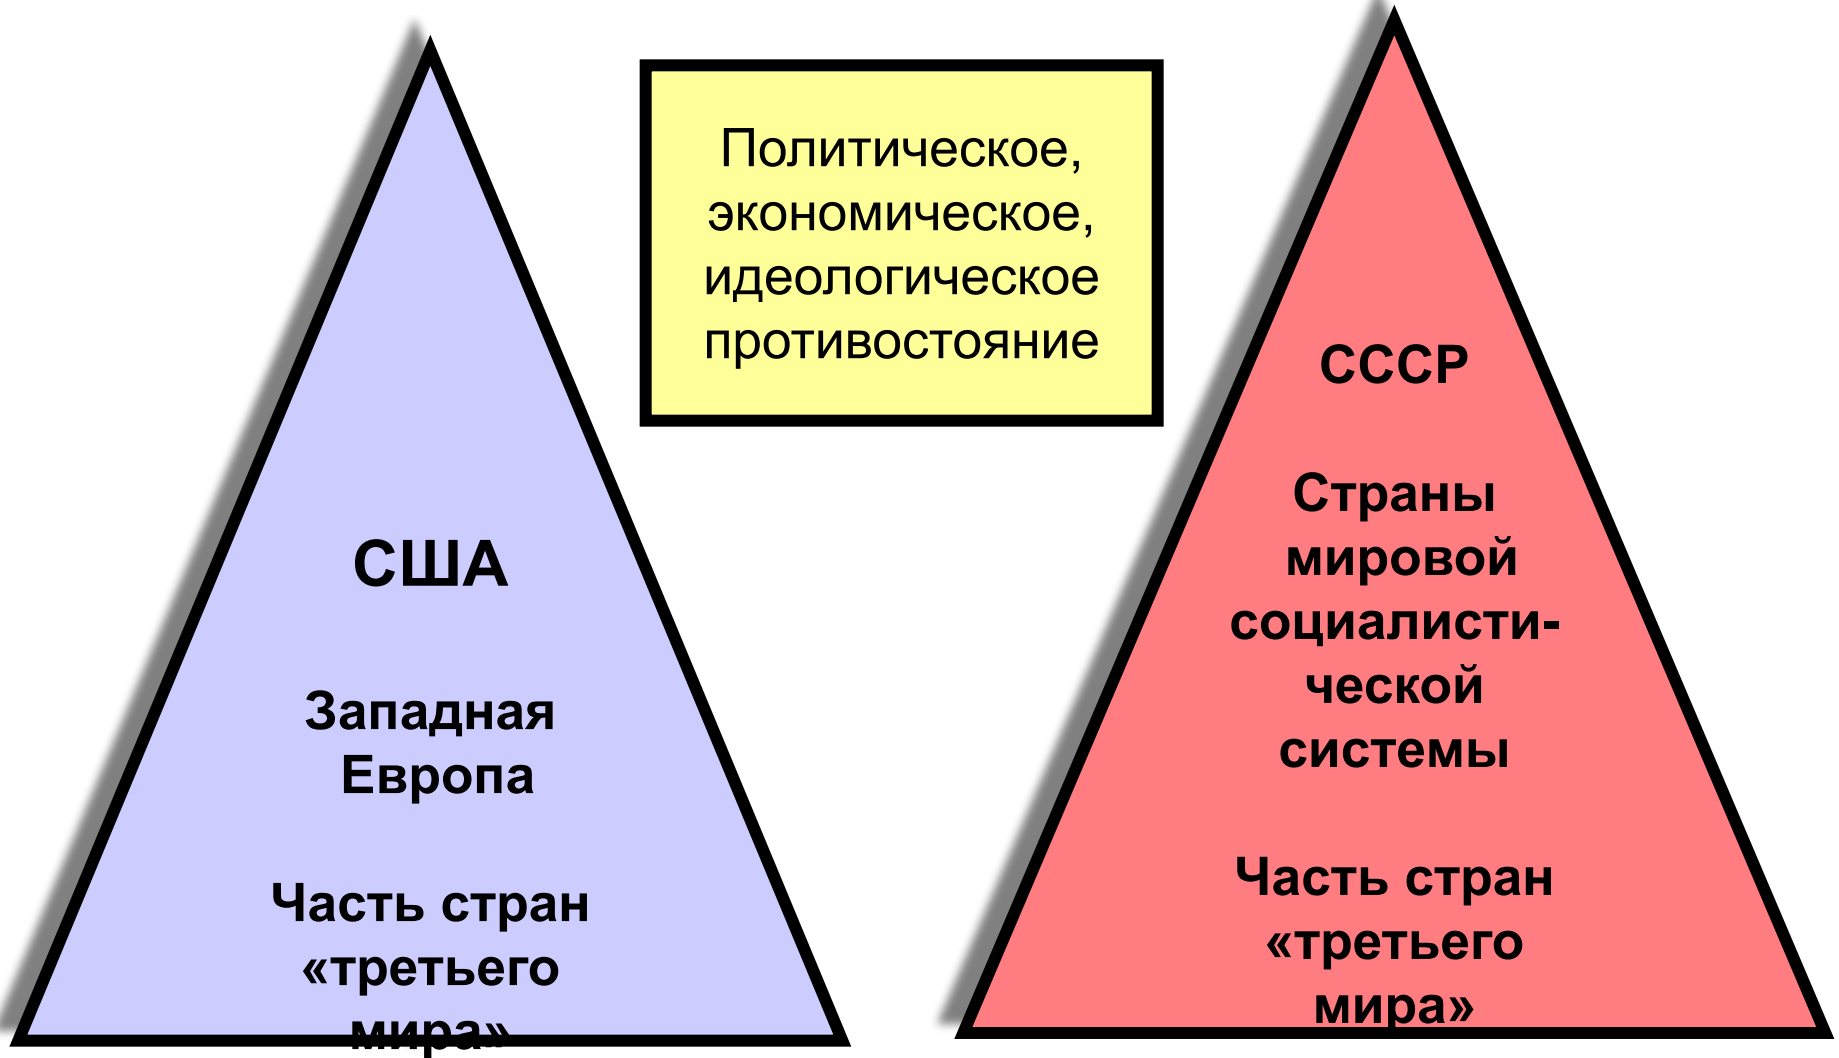 США
Западная
Европа
Часть стран
«третьего
мира»
Политическое,
экономическое,
идеологическое
противостояние
СССР
Страны
мировой
социалисти-
ческой
системы
Часть стран
«третьего
мира»